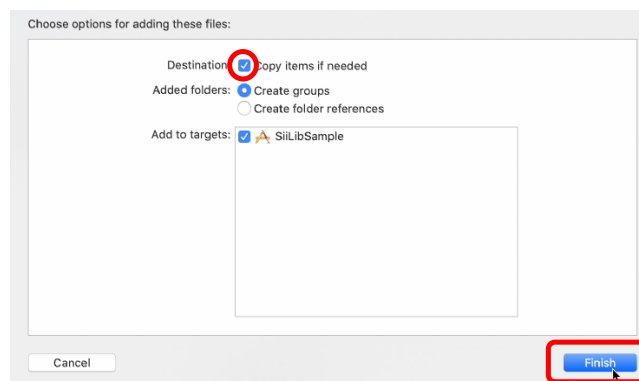 Choose options for adding these files:
Destination Copy items if needed
Added folders: Create groups
Create folder references
Add to targets: SiiLibSample
Cancel Finish